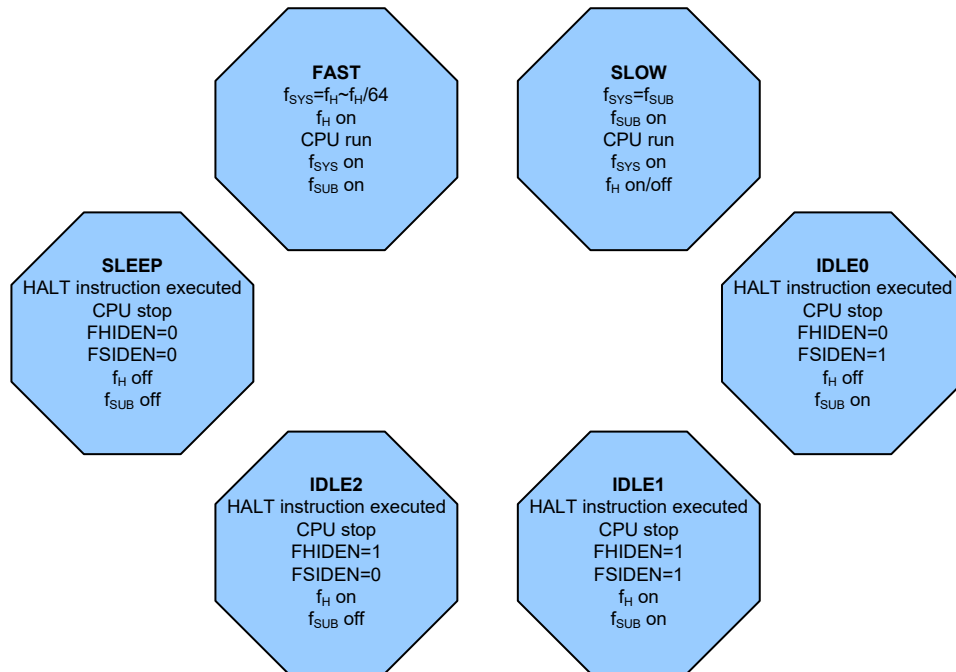 FAST
fSYS=fH~fH/64
fH on
CPU run
fSYS on
fSUB on
SLOW
fSYS=fSUB
fSUB on
CPU run
fSYS on
fH on/off
SLEEP
HALT instruction executed
CPU stop
FHIDEN=0
FSIDEN=0
fH off
fSUB off
IDLE0
HALT instruction executed
CPU stop
FHIDEN=0
FSIDEN=1
fH off
fSUB on
IDLE2
HALT instruction executed
CPU stop
FHIDEN=1
FSIDEN=0
fH on
fSUB off
IDLE1
HALT instruction executed
CPU stop
FHIDEN=1
FSIDEN=1
fH on
fSUB on